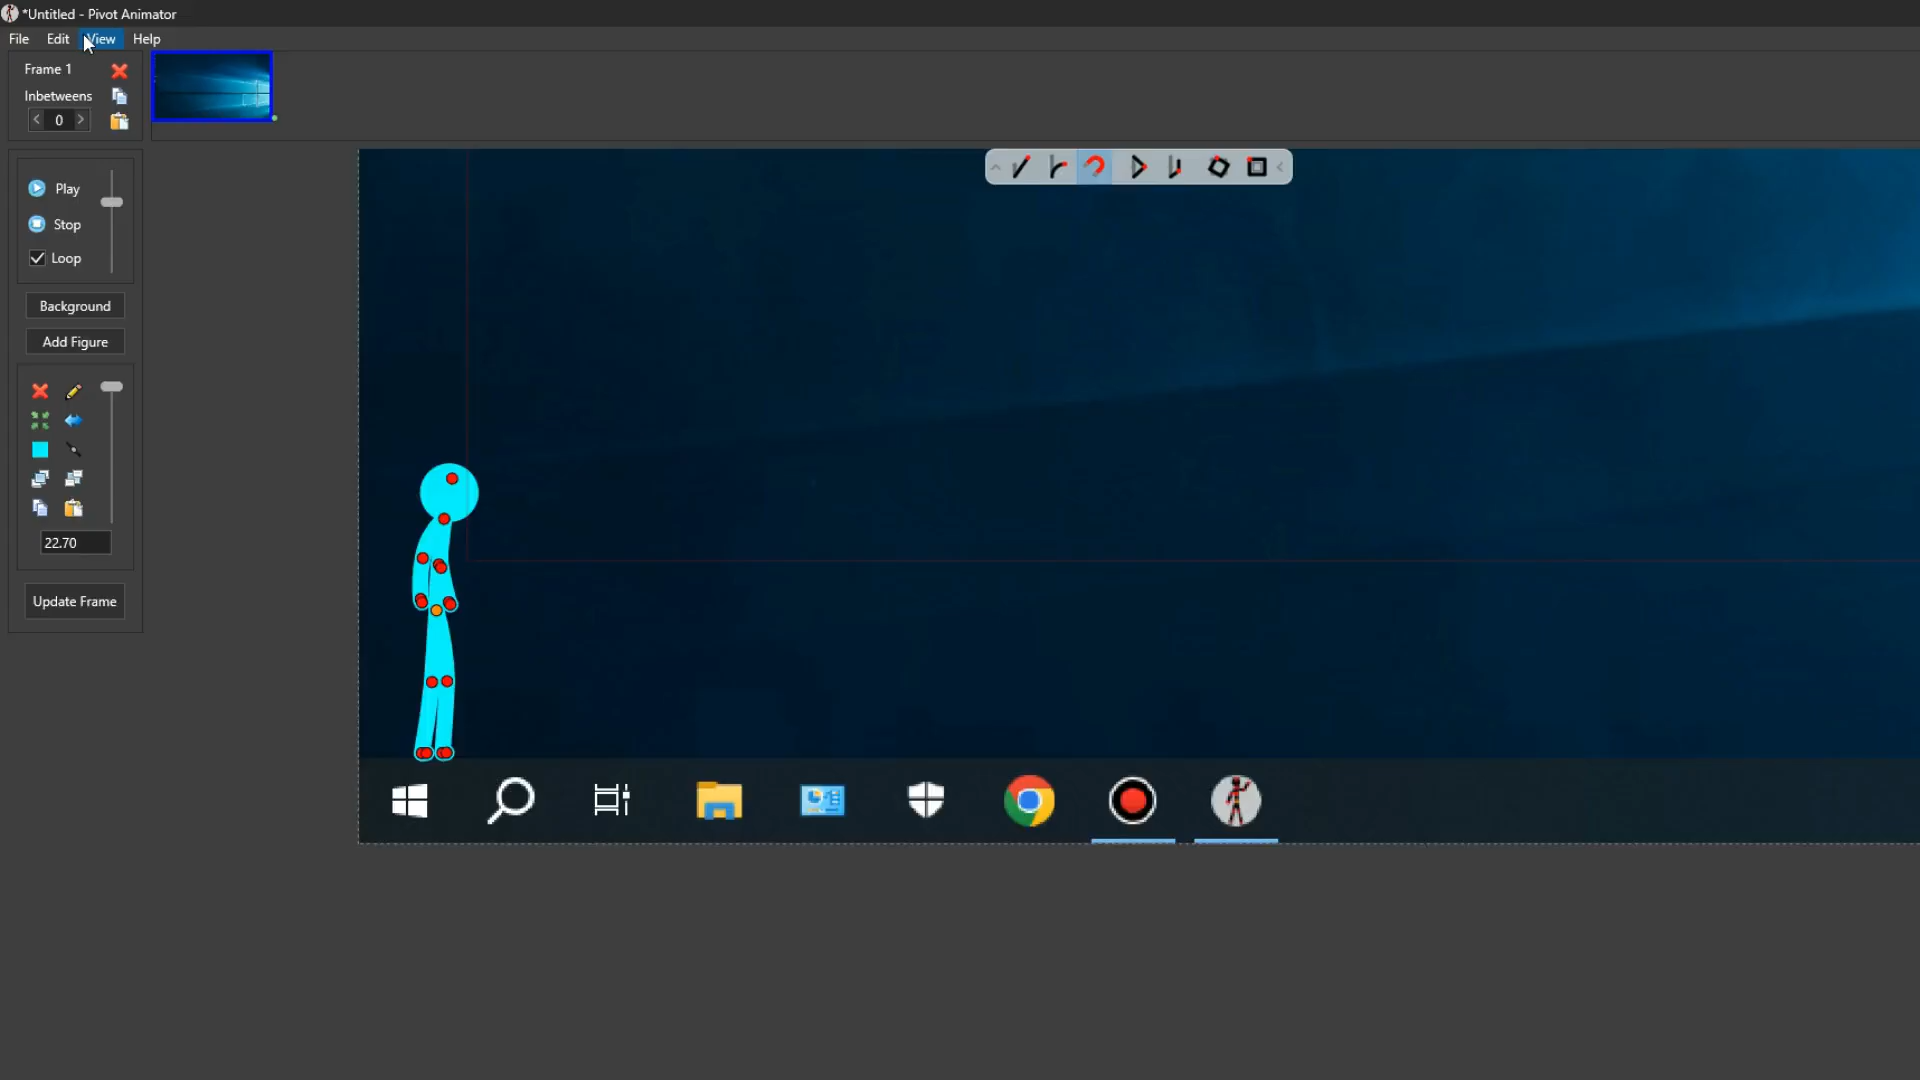 *Untitled - Pivot Animator
File Edit View Help
Frame 1
Inbetweens
0
Play
Stop
Loop
Background
Add Figure
22.70
Update Frame